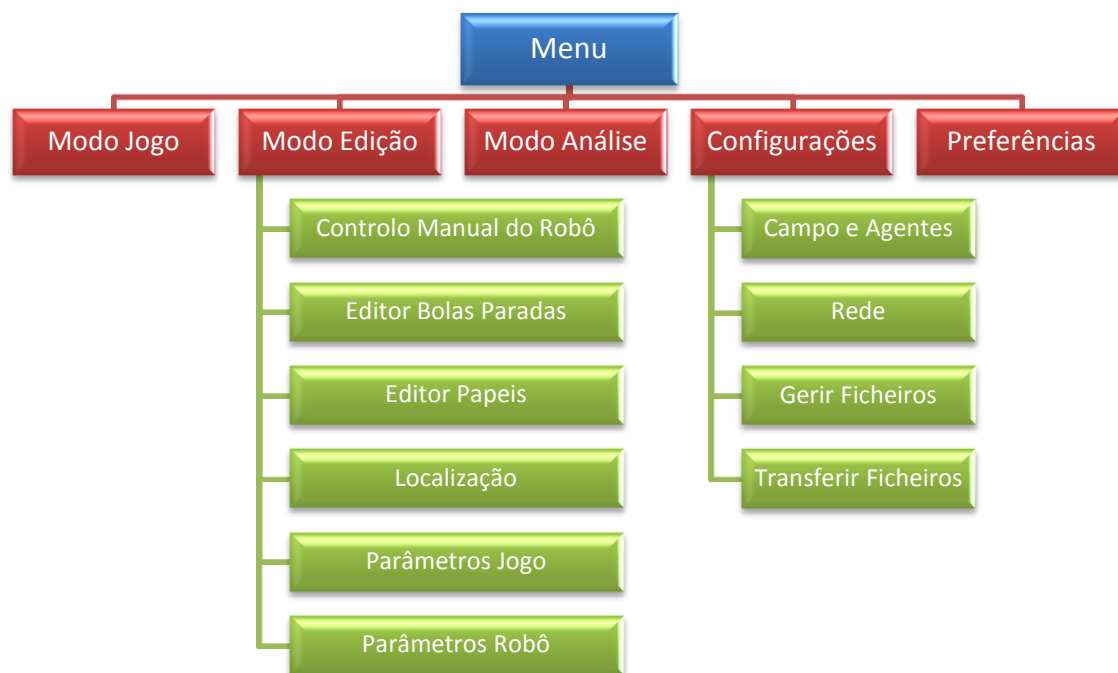 Menu
Modo Jogo
Modo Edição
Modo Análise
Configurações
Preferências
Controlo Manual do Robô
Editor Bolas Paradas
Editor Papeis
Localização
Parâmetros Jogo
Parâmetros Robô
Campo e Agentes
Rede
Gerir Ficheiros
Transferir Ficheiros